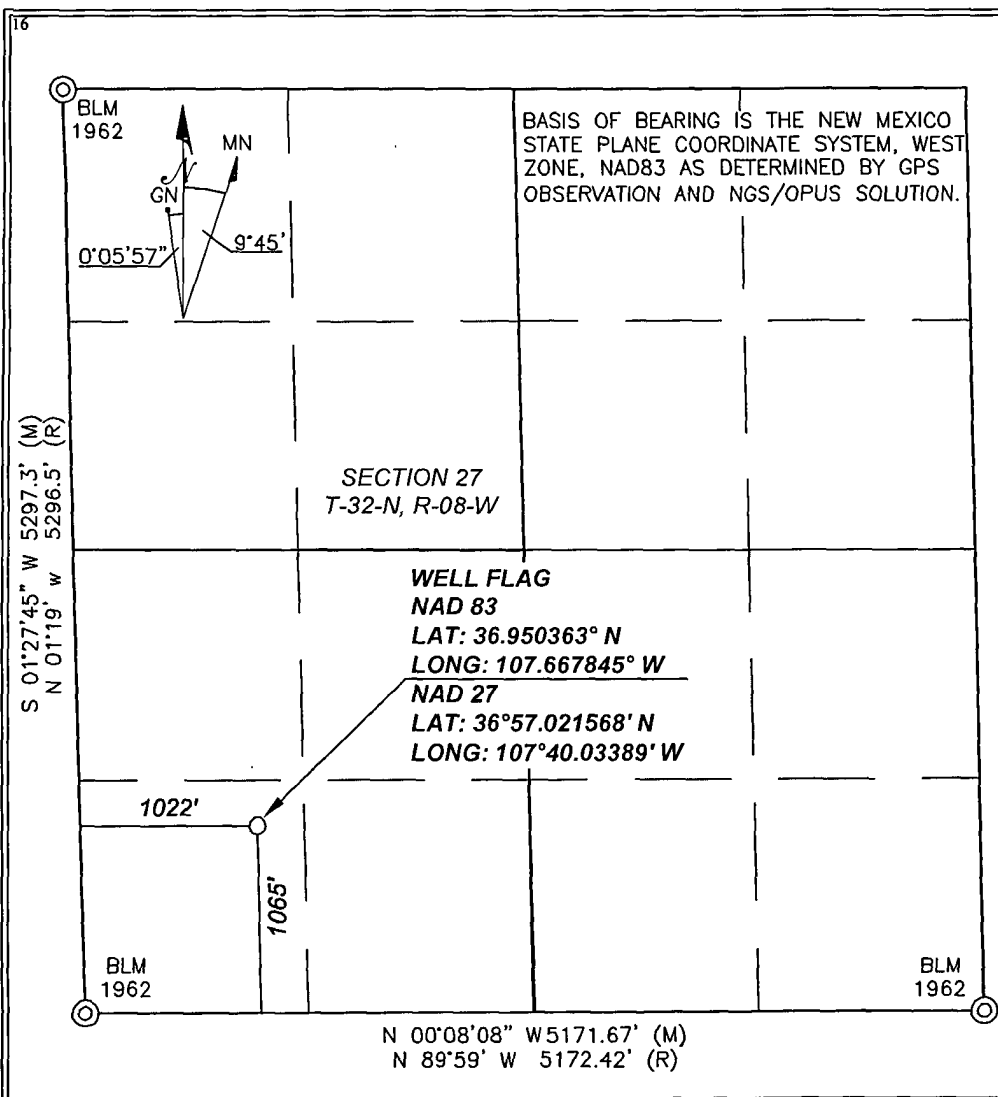 16
BLM
1962
MN
GN
0°05'57"
9°45'
BASIS OF BEARING IS THE NEW MEXICO
STATE PLANE COORDINATE SYSTEM, WEST
ZONE, NAD83 AS DETERMINED BY GPS
OBSERVATION AND NGS/OPUS SOLUTION.
S 01°27'45" W 5297.3' (M)
N 01°19' w 5296.5' (R)
SECTION 27
T-32-N, R-08-W
WELL FLAG
NAD 83
LAT: 36.950363° N
LONG: 107.667845° W
NAD 27
LAT: 36°57.021568' N
LONG: 107°40.03389' W
1022'
1065'
BLM
1962
BLM
1962
N 00°08'08" W5171.67' (M)
N 89°59' W 5172.42' (R)